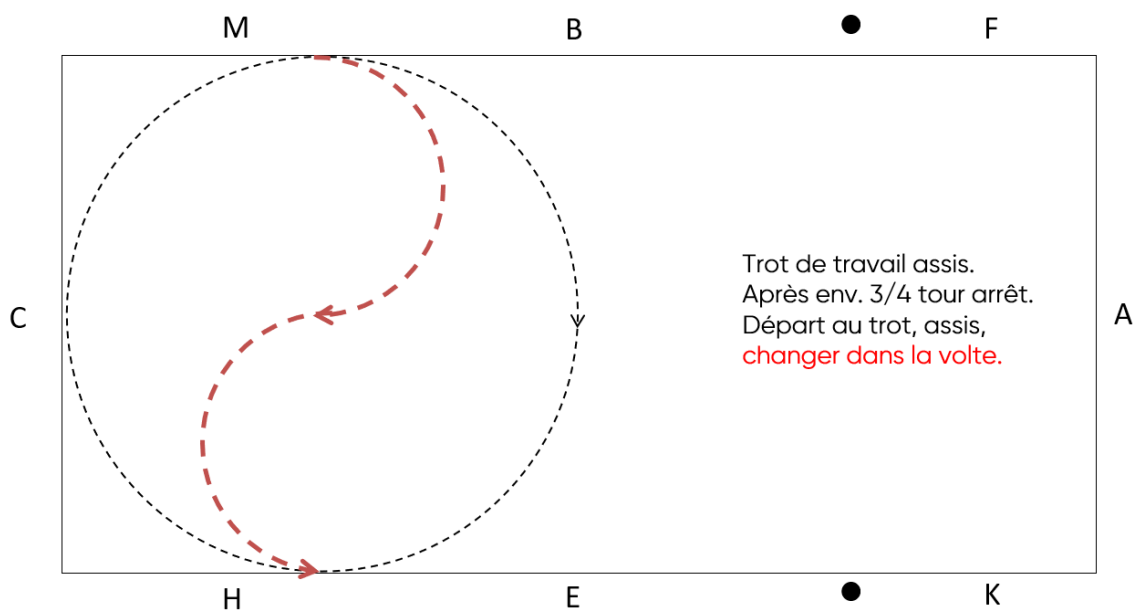 M
B
F
C
Trot de travail assis.
Après env. 3/4 tour arrêt.
Départ au trot, assis,
changer dans la volte.
A
H
E
K